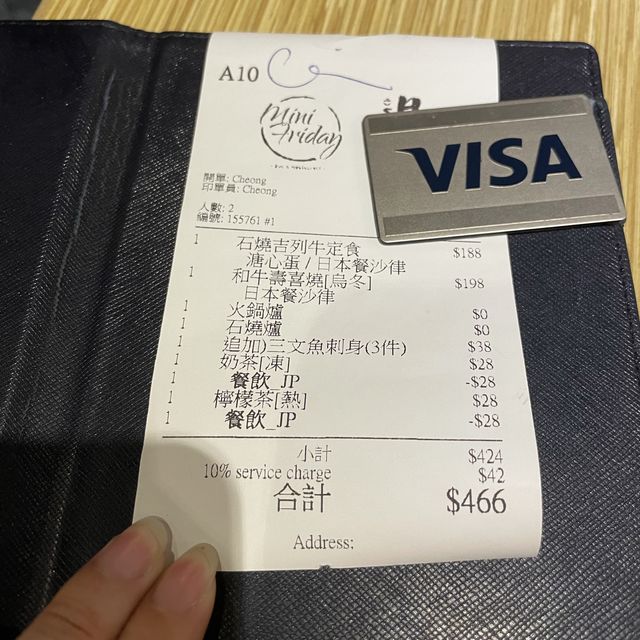 A10
Mini
Friday
VISA
開單: Cheong
印單員: Cheong
人數: 2
編號: 155761 #1
1 石燒吉列牛定食 $188
溏心蛋 / 日本餐沙律
1 和牛壽喜燒[烏冬] $198
日本餐沙律
1 火鍋爐 $0
1 石燒爐 $0
1 追加)三文魚刺身(3件) $38
1 奶茶[凍] $28
1 餐飲_JP -$28
1 檸檬茶[熱] $28
1 餐飲_JP -$28
小計 $424
10% service charge $42
合計 $466
Address: